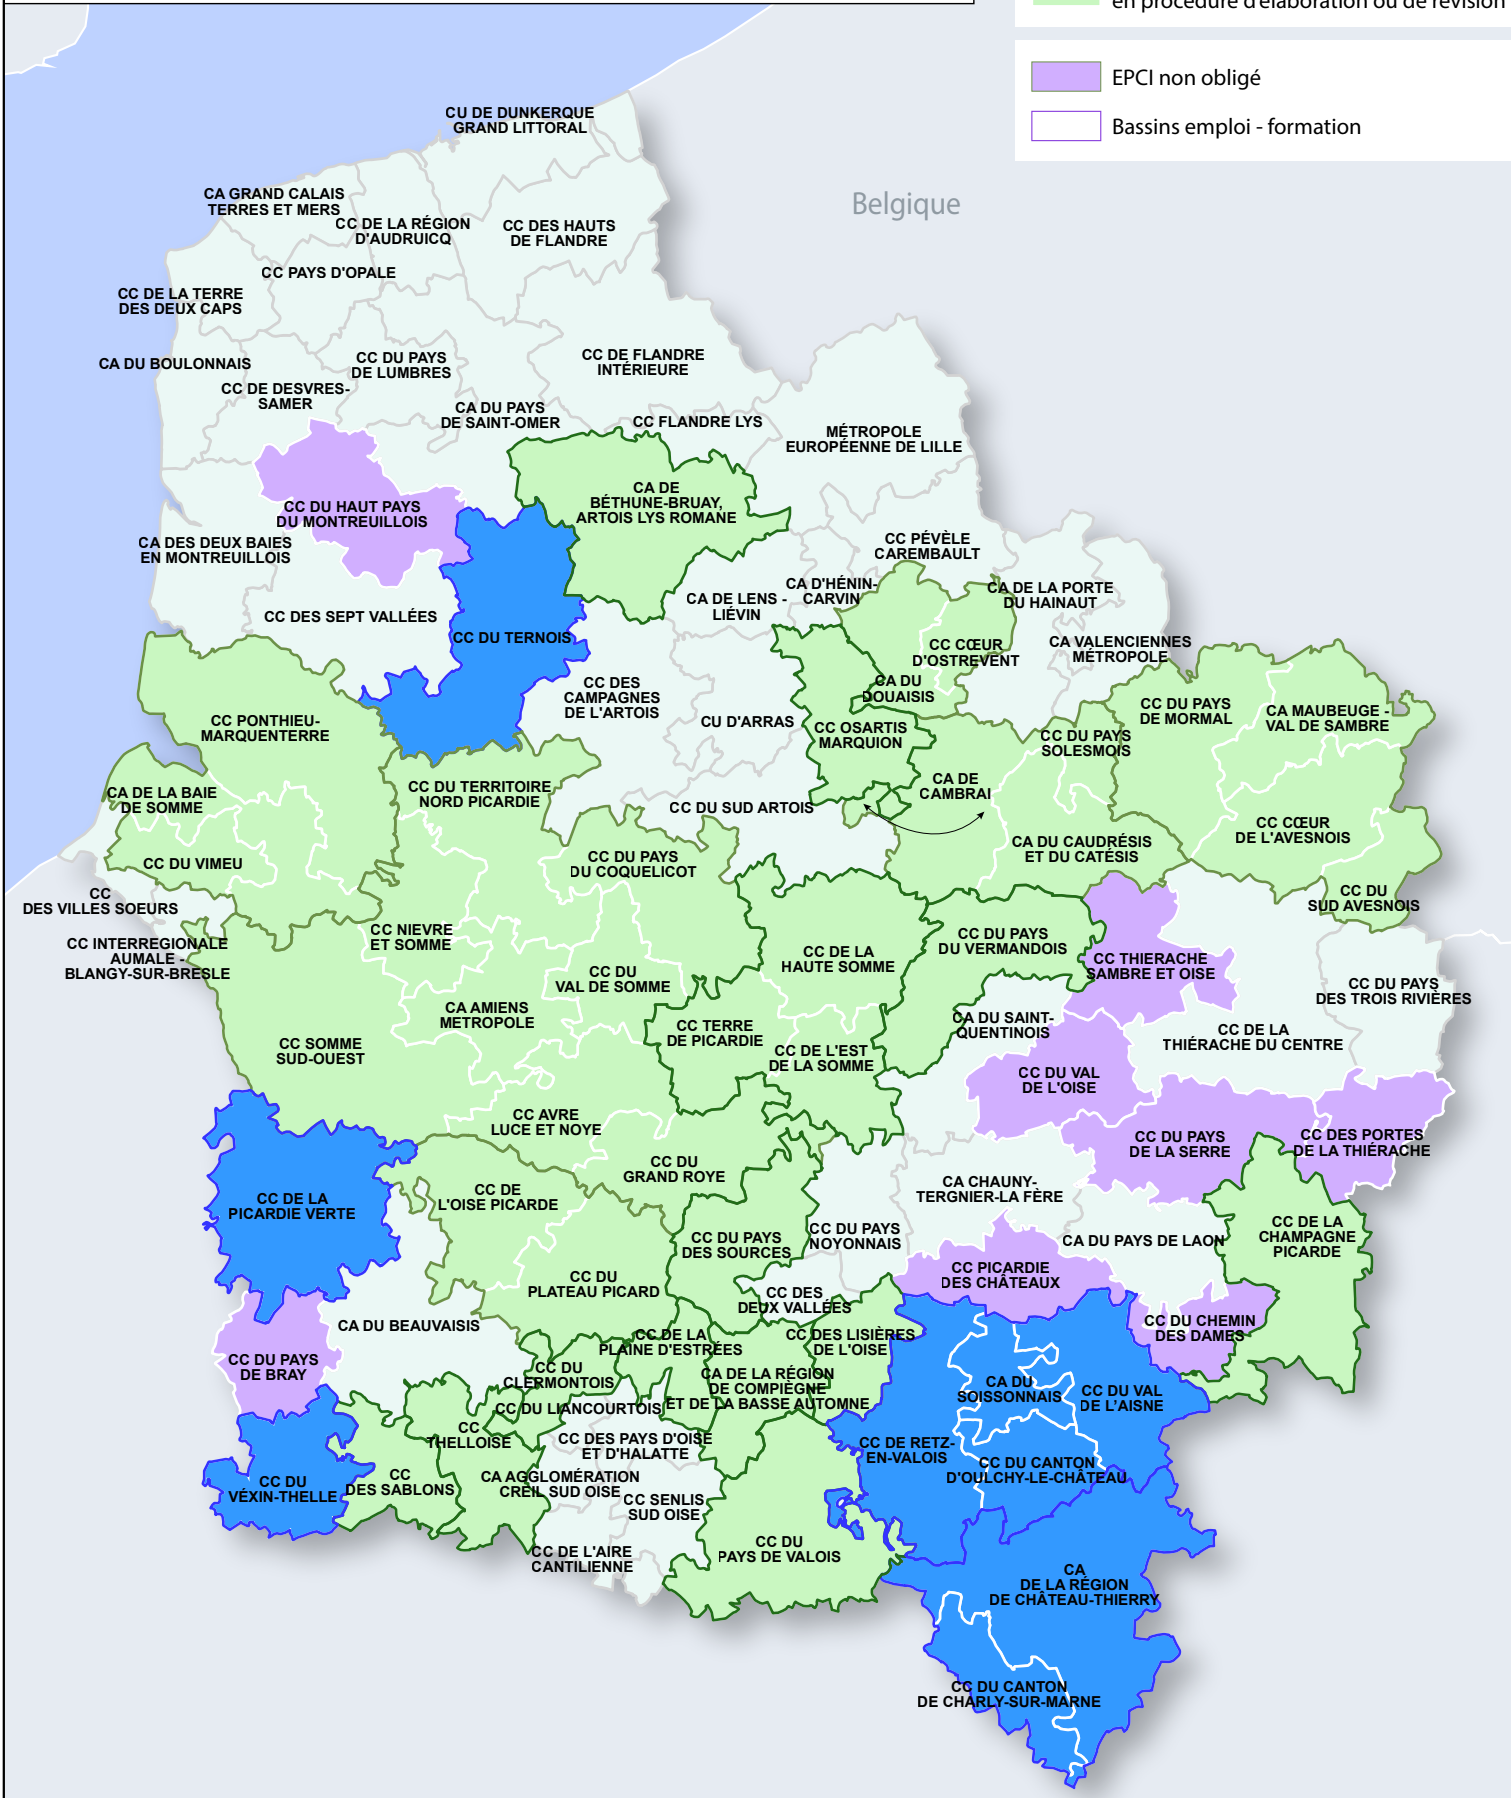 en procédure d'élaboration ou de révision
EPCI non obligé
Bassins emploi - formation
Belgique
CU DE DUNKERQUE
GRAND LITTORAL
CA GRAND CALAIS
TERRES ET MERS
CC DE LA RÉGION
D'AUDRUICQ
CC DES HAUTS
DE FLANDRE
CC PAYS D'OPALE
CC DE LA TERRE
DES DEUX CAPS
CA DU BOULONNAIS
CC DE DESVRES-
SAMER
CC DU PAYS
DE LUMBRES
CC DE FLANDRE
INTÉRIEURE
CA DU PAYS
DE SAINT-OMER
CC FLANDRE LYS
MÉTROPOLE
EUROPÉENNE DE LILLE
CC DU HAUT PAYS
DU MONTREUILLOIS
CA DE
BÉTHUNE-BRUAY,
ARTOIS LYS ROMANE
CA DES DEUX BAIES
EN MONTREUILLOIS
CC PÉVÈLE
CAREMBAULT
CA D'HÉNIN-
CARVIN
CA DE LENS -
LIÉVIN
CA DE LA PORTE
DU HAINAUT
CC DES SEPT VALLÉES
CC DU TERNOIS
CC CŒUR
D'OSTREVENT
CA VALENCIENNES
MÉTROPOLE
CA DU
DOUAISIS
CC DES
CAMPAGNES
DE L'ARTOIS
CU D'ARRAS
CC OSARTIS
MARQUION
CC DU PAYS
DE MORMAL
CA MAUBEUGE -
VAL DE SAMBRE
CC PONTHIEU-
MARQUENTERRE
CC DU PAYS
SOLESMOIS
CA DE
CAMBRAI
CC DU TERRITOIRE
NORD PICARDIE
CA DE LA BAIE
DE SOMME
CC DU SUD ARTOIS
CC CŒUR
DE L'AVESNOIS
CA DU CAUDRÉSIS
ET DU CATÉSIS
CC DU VIMEU
CC DU PAYS
DU COQUELICOT
CC
DES VILLES SOEURS
CC DU
SUD AVESNOIS
CC INTERREGIONALE
AUMALE -
BLANGY-SUR-BRESLE
CC NIEVRE
ET SOMME
CC DU PAYS
DU VERMANDOIS
CC DE LA
HAUTE SOMME
CC THIERACHE
SAMBRE ET OISE
CC DU
VAL DE SOMME
CC DU PAYS
DES TROIS RIVIÈRES
CA AMIENS
METROPOLE
CC TERRE
DE PICARDIE
CA DU SAINT-
QUENTINOIS
CC DE LA
THIÉRACHE DU CENTRE
CC SOMME
SUD-OUEST
CC DE L'EST
DE LA SOMME
CC DU VAL
DE L'OISE
CC AVRE
LUCE ET NOYE
CC DU PAYS
DE LA SERRE
CC DES PORTES
DE LA THIÉRACHE
CC DU
GRAND ROYE
CC DE LA
PICARDIE VERTE
CC DE
L'OISE PICARDE
CA CHAUNY-
TERGNIER-LA FÈRE
CC DU PAYS
NOYONNAIS
CC DU PAYS
DES SOURCES
CA DU PAYS DE LAON
CC DE LA
CHAMPAGNE
PICARDE
CC PICARDIE
DES CHÂTEAUX
CC DU
PLATEAU PICARD
CC DES
DEUX VALLÉES
CA DU BEAUVAISIS
CC DE LA
PLAINE D'ESTRÉES
CC DES LISIÈRES
DE L'OISE
CC DU CHEMIN
DES DAMES
CC DU PAYS
DE BRAY
CC DU
CLERMONTOIS
CA DE LA RÉGION
DE COMPIÈGNE
ET DE LA BASSE AUTOMNE
CC DU LIANCOURTOIS
CA DU
SOISSONNAIS
CC DU VAL
DE L'AISNE
CC
THELLOISE
CC DES PAYS D'OISE
ET D'HALATTE
CC DE RETZ-
EN-VALOIS
CC DU CANTON
D'OULCHY-LE-CHÂTEAU
CC DU
VÉXIN-THELLE
CC
DES SABLONS
CA AGGLOMÉRATION
CREIL SUD OISE
CC SENLIS
SUD OISE
CC DE L'AIRE
CANTILIENNE
CC DU
PAYS DE VALOIS
CA
DE LA RÉGION
DE CHÂTEAU-THIERRY
CC DU CANTON
DE CHARLY-SUR-MARNE